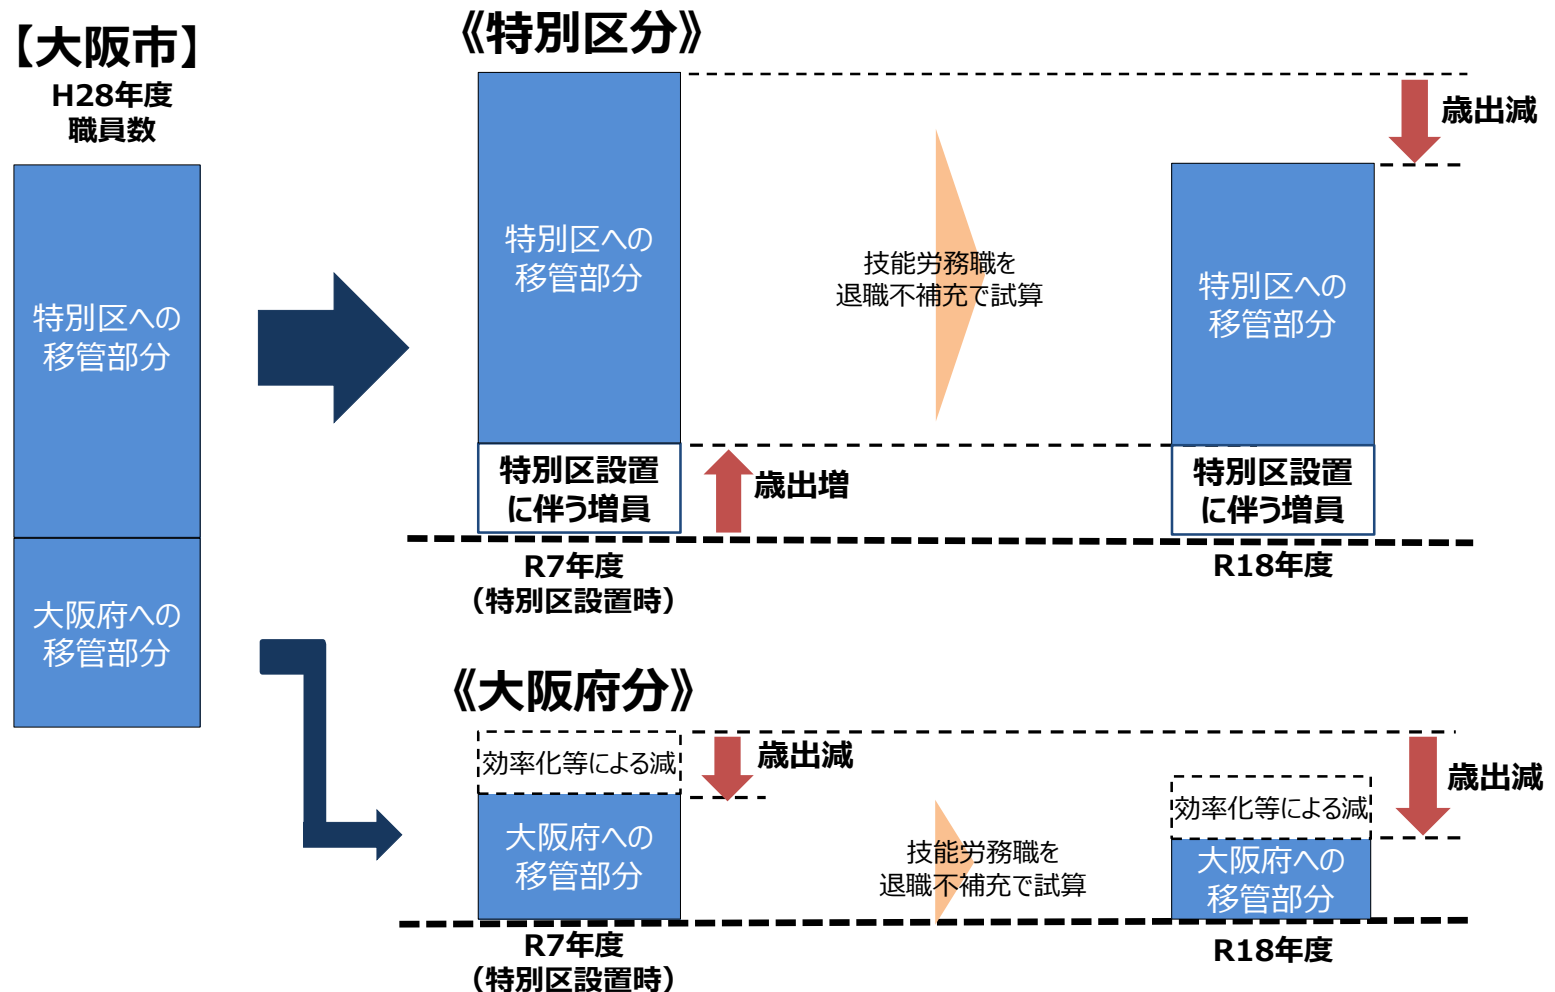 【大阪市】
H28年度
職員数
特別区への
移管部分
大阪府への
移管部分
《特別区分》
特別区への
移管部分
特別区設置
に伴う増員
歳出増
R7年度
（特別区設置時）
技能労務職を
退職不補充で試算
歳出減
特別区への
移管部分
特別区設置
に伴う増員
R18年度
《大阪府分》
効率化等による減
歳出減
大阪府への
移管部分
R7年度
（特別区設置時）
技能労務職を
退職不補充で試算
歳出減
効率化等による減
大阪府への
移管部分
R18年度